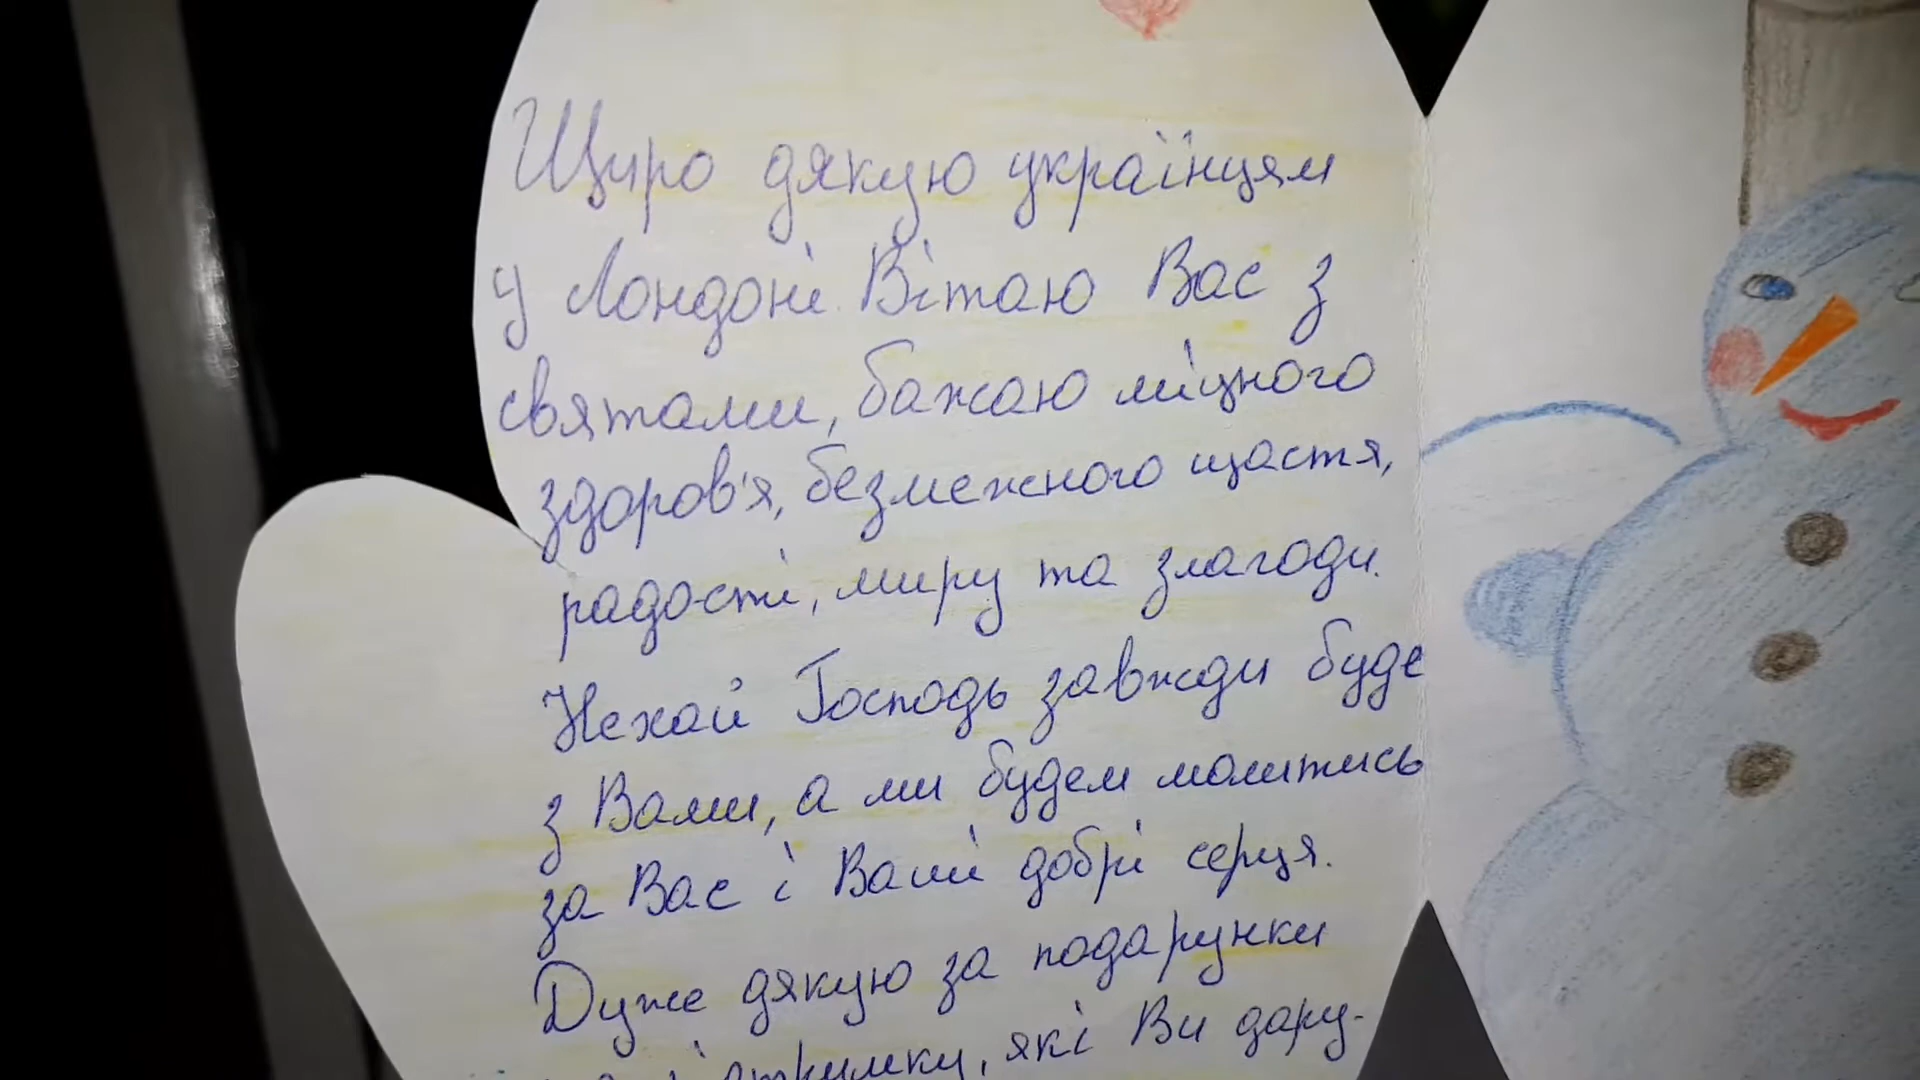 Щиро дякую українцям
у Лондоні. Вітаю Вас з
святами, бажаю міцного
здоров'я, безмежного щастя,
радості, миру та злагоди.
Нехай Господь завжди буде
з Вами, а ми будем молитись
за Вас і Ваші добрі серця.
Дуже дякую за подарунки
які Ви дару-